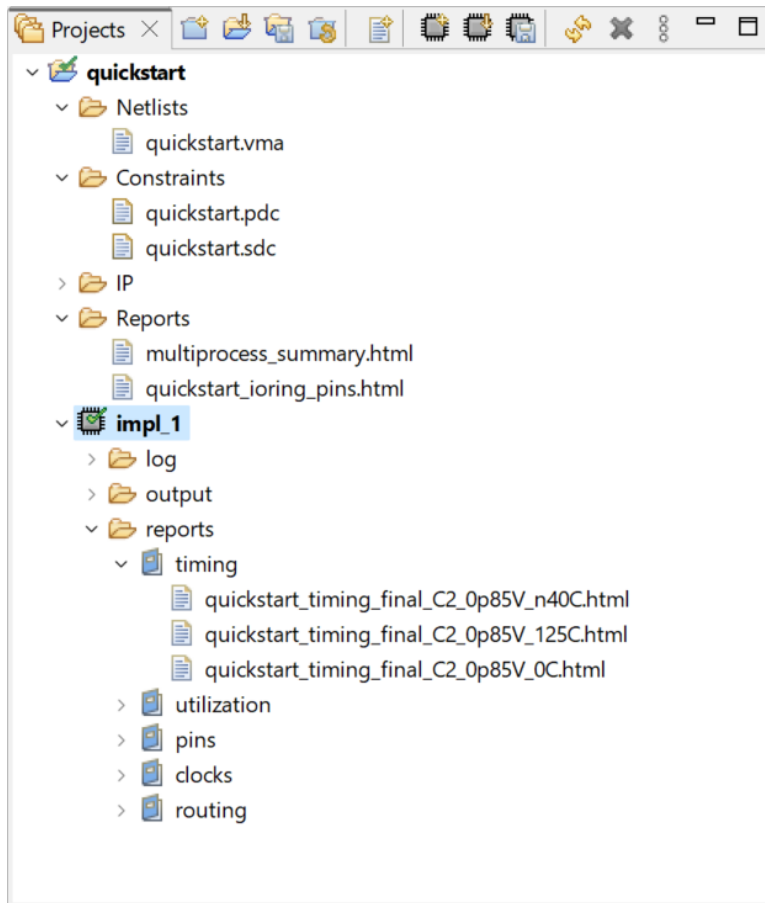 Projects
quickstart
Netlists
quickstart.vma
Constraints
quickstart.pdc
quickstart.sdc
IP
Reports
multiprocess_summary.html
quickstart_ioring_pins.html
impl_1
log
output
reports
timing
quickstart_timing_final_C2_0p85V_n40C.html
quickstart_timing_final_C2_0p85V_125C.html
quickstart_timing_final_C2_0p85V_0C.html
utilization
pins
clocks
routing